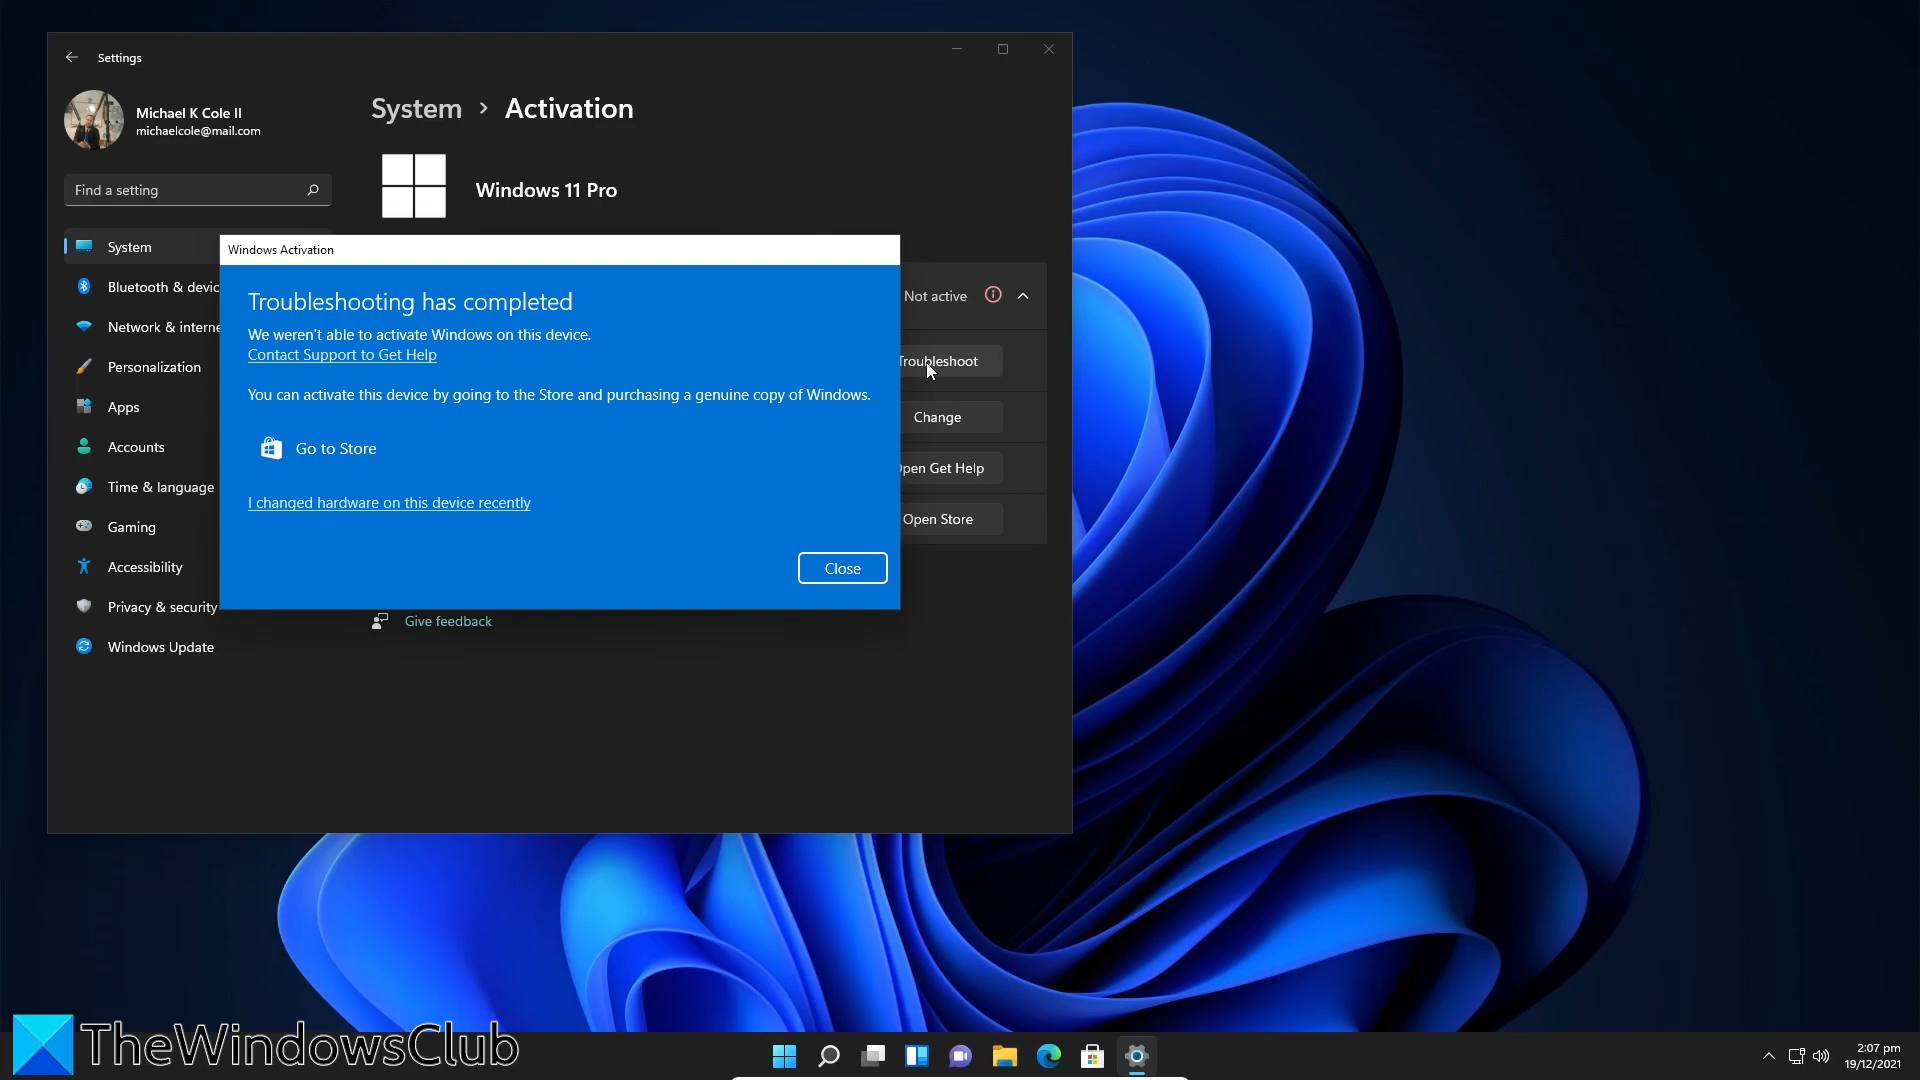 Settings
Michael K Cole II
michaelcole@mail.com
Find a setting
System
Bluetooth & devic
Network & interne
Personalization
Apps
Accounts
Time & language
Gaming
Accessibility
Privacy & security
Windows Update
System > Activation
Windows 11 Pro
Not active
Troubleshoot
Change
Open Get Help
Open Store
Give feedback
Windows Activation
Troubleshooting has completed
We weren't able to activate Windows on this device.
Contact Support to Get Help
You can activate this device by going to the Store and purchasing a genuine copy of Windows.
Go to Store
I changed hardware on this device recently
Close
TheWindowsClub
2:07 pm
19/12/2021